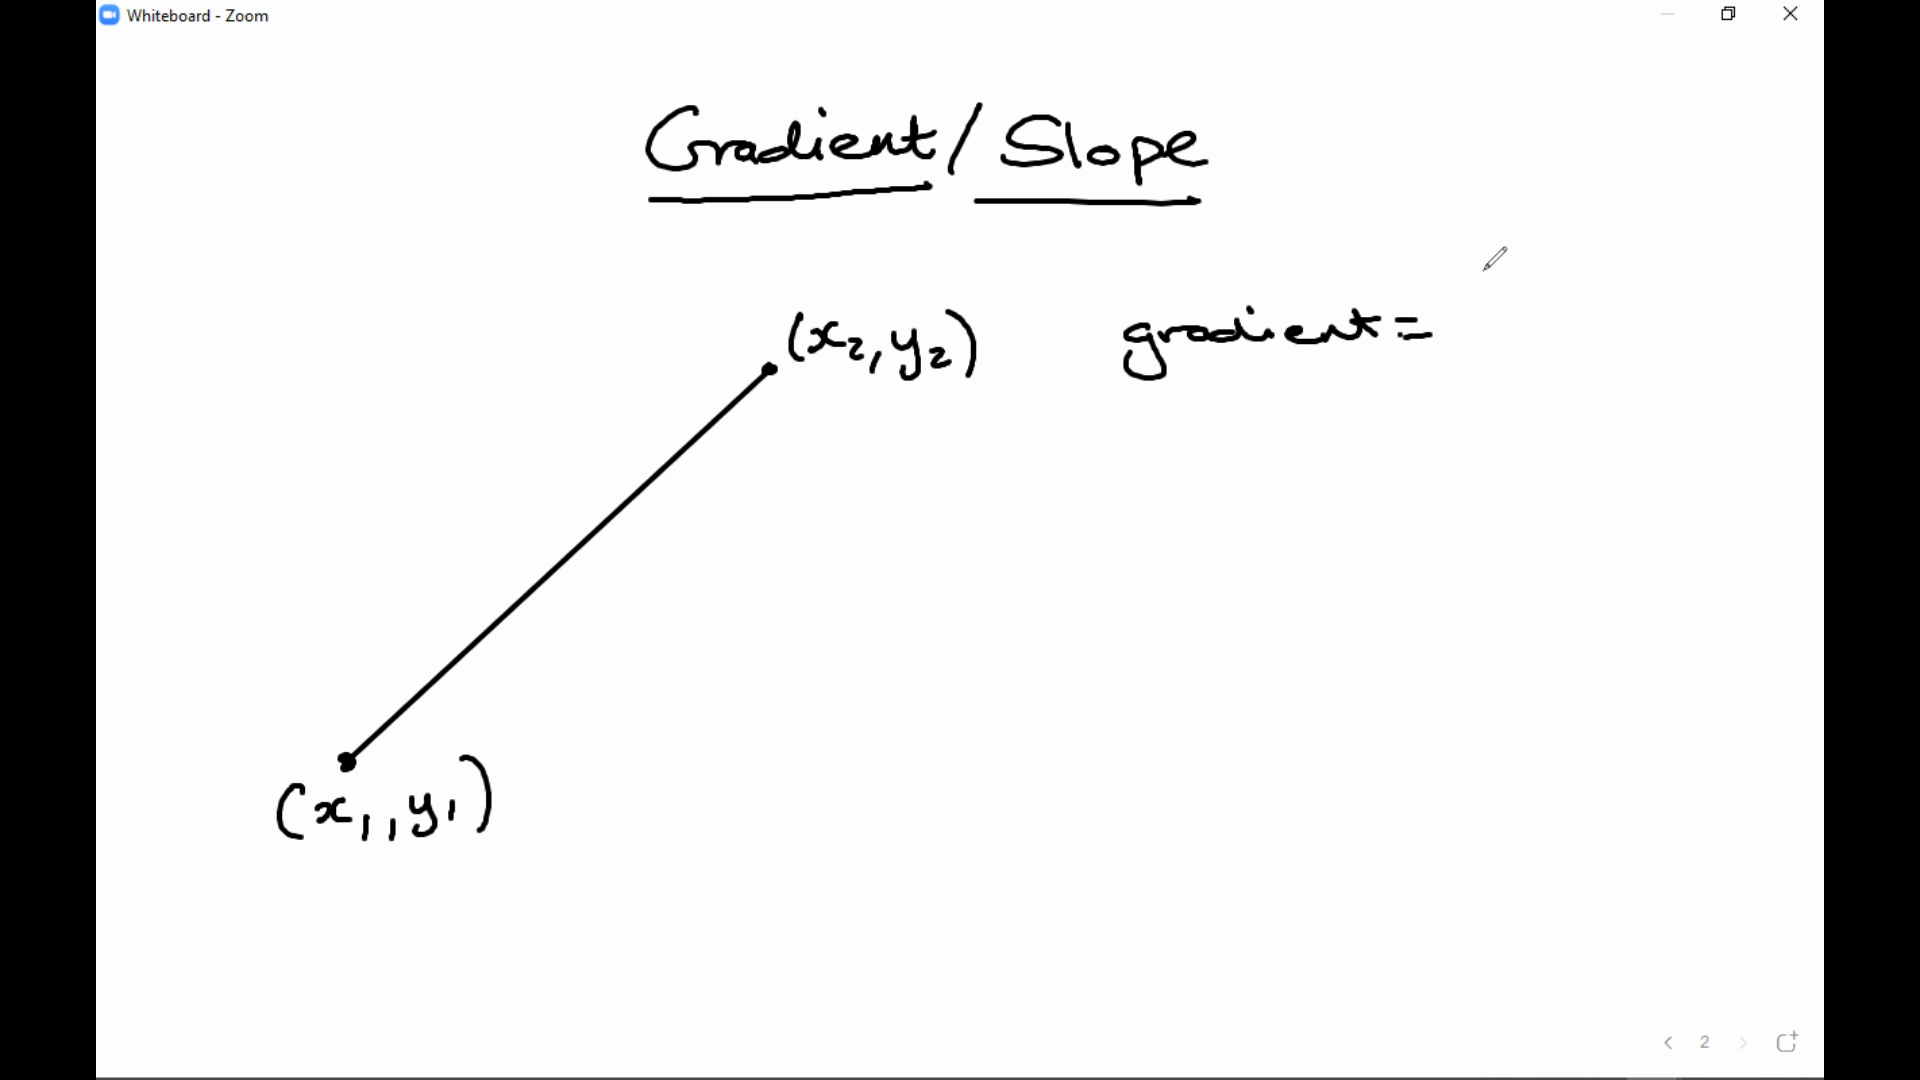 Whiteboard - Zoom
Gradient / Slope
(x₂, y₂)
gradient =
(x₁, y₁)
2